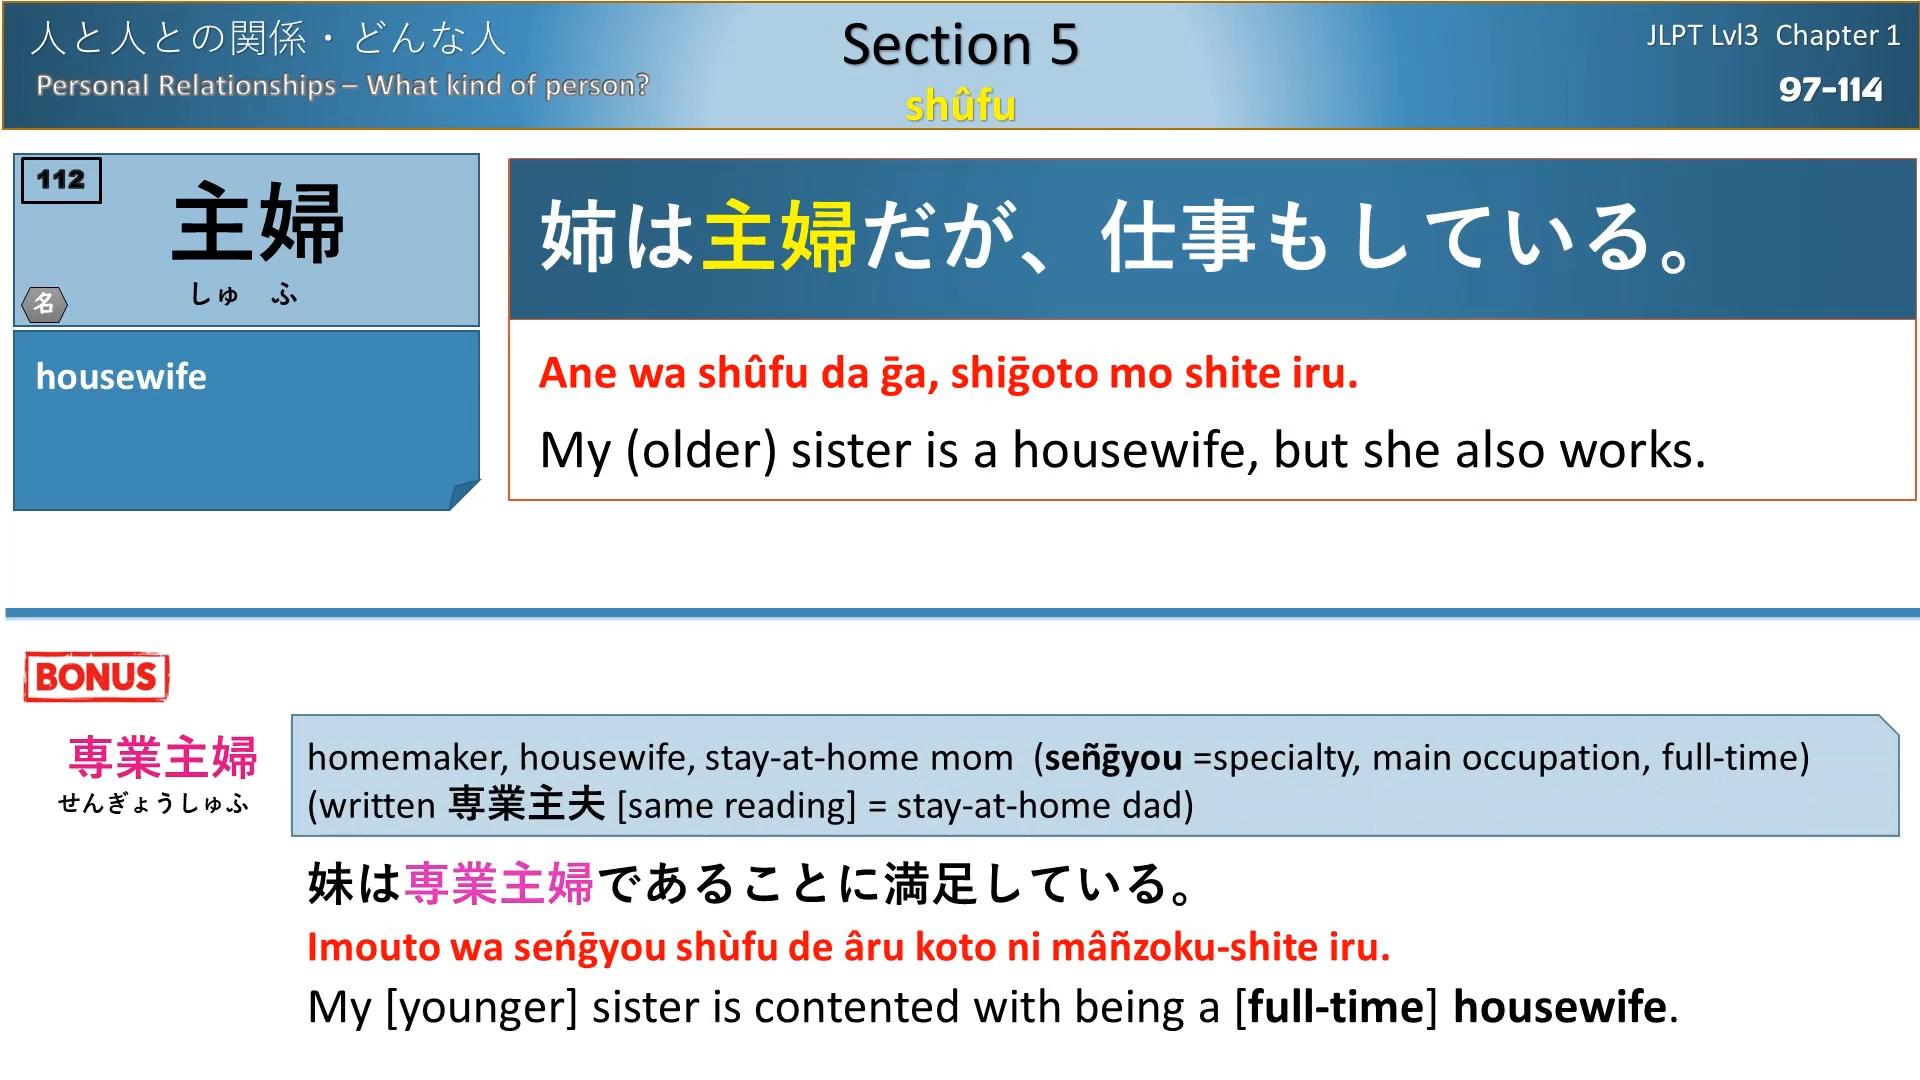 人と人との関係・どんな人
Personal Relationships – What kind of person?
Section 5
shûfu
JLPT Lvl3 Chapter 1
97-114
112
主婦
しゅ ふ
名
housewife
姉は主婦だが、仕事もしている。
Ane wa shûfu da ḡa, shiḡoto mo shite iru.
My (older) sister is a housewife, but she also works.
BONUS
専業主婦
せんぎょうしゅふ
homemaker, housewife, stay-at-home mom (señḡyou =specialty, main occupation, full-time)
(written 専業主夫 [same reading] = stay-at-home dad)
妹は専業主婦であることに満足している。
Imouto wa seńḡyou shùfu de âru koto ni mâñzoku-shite iru.
My [younger] sister is contented with being a [full-time] housewife.